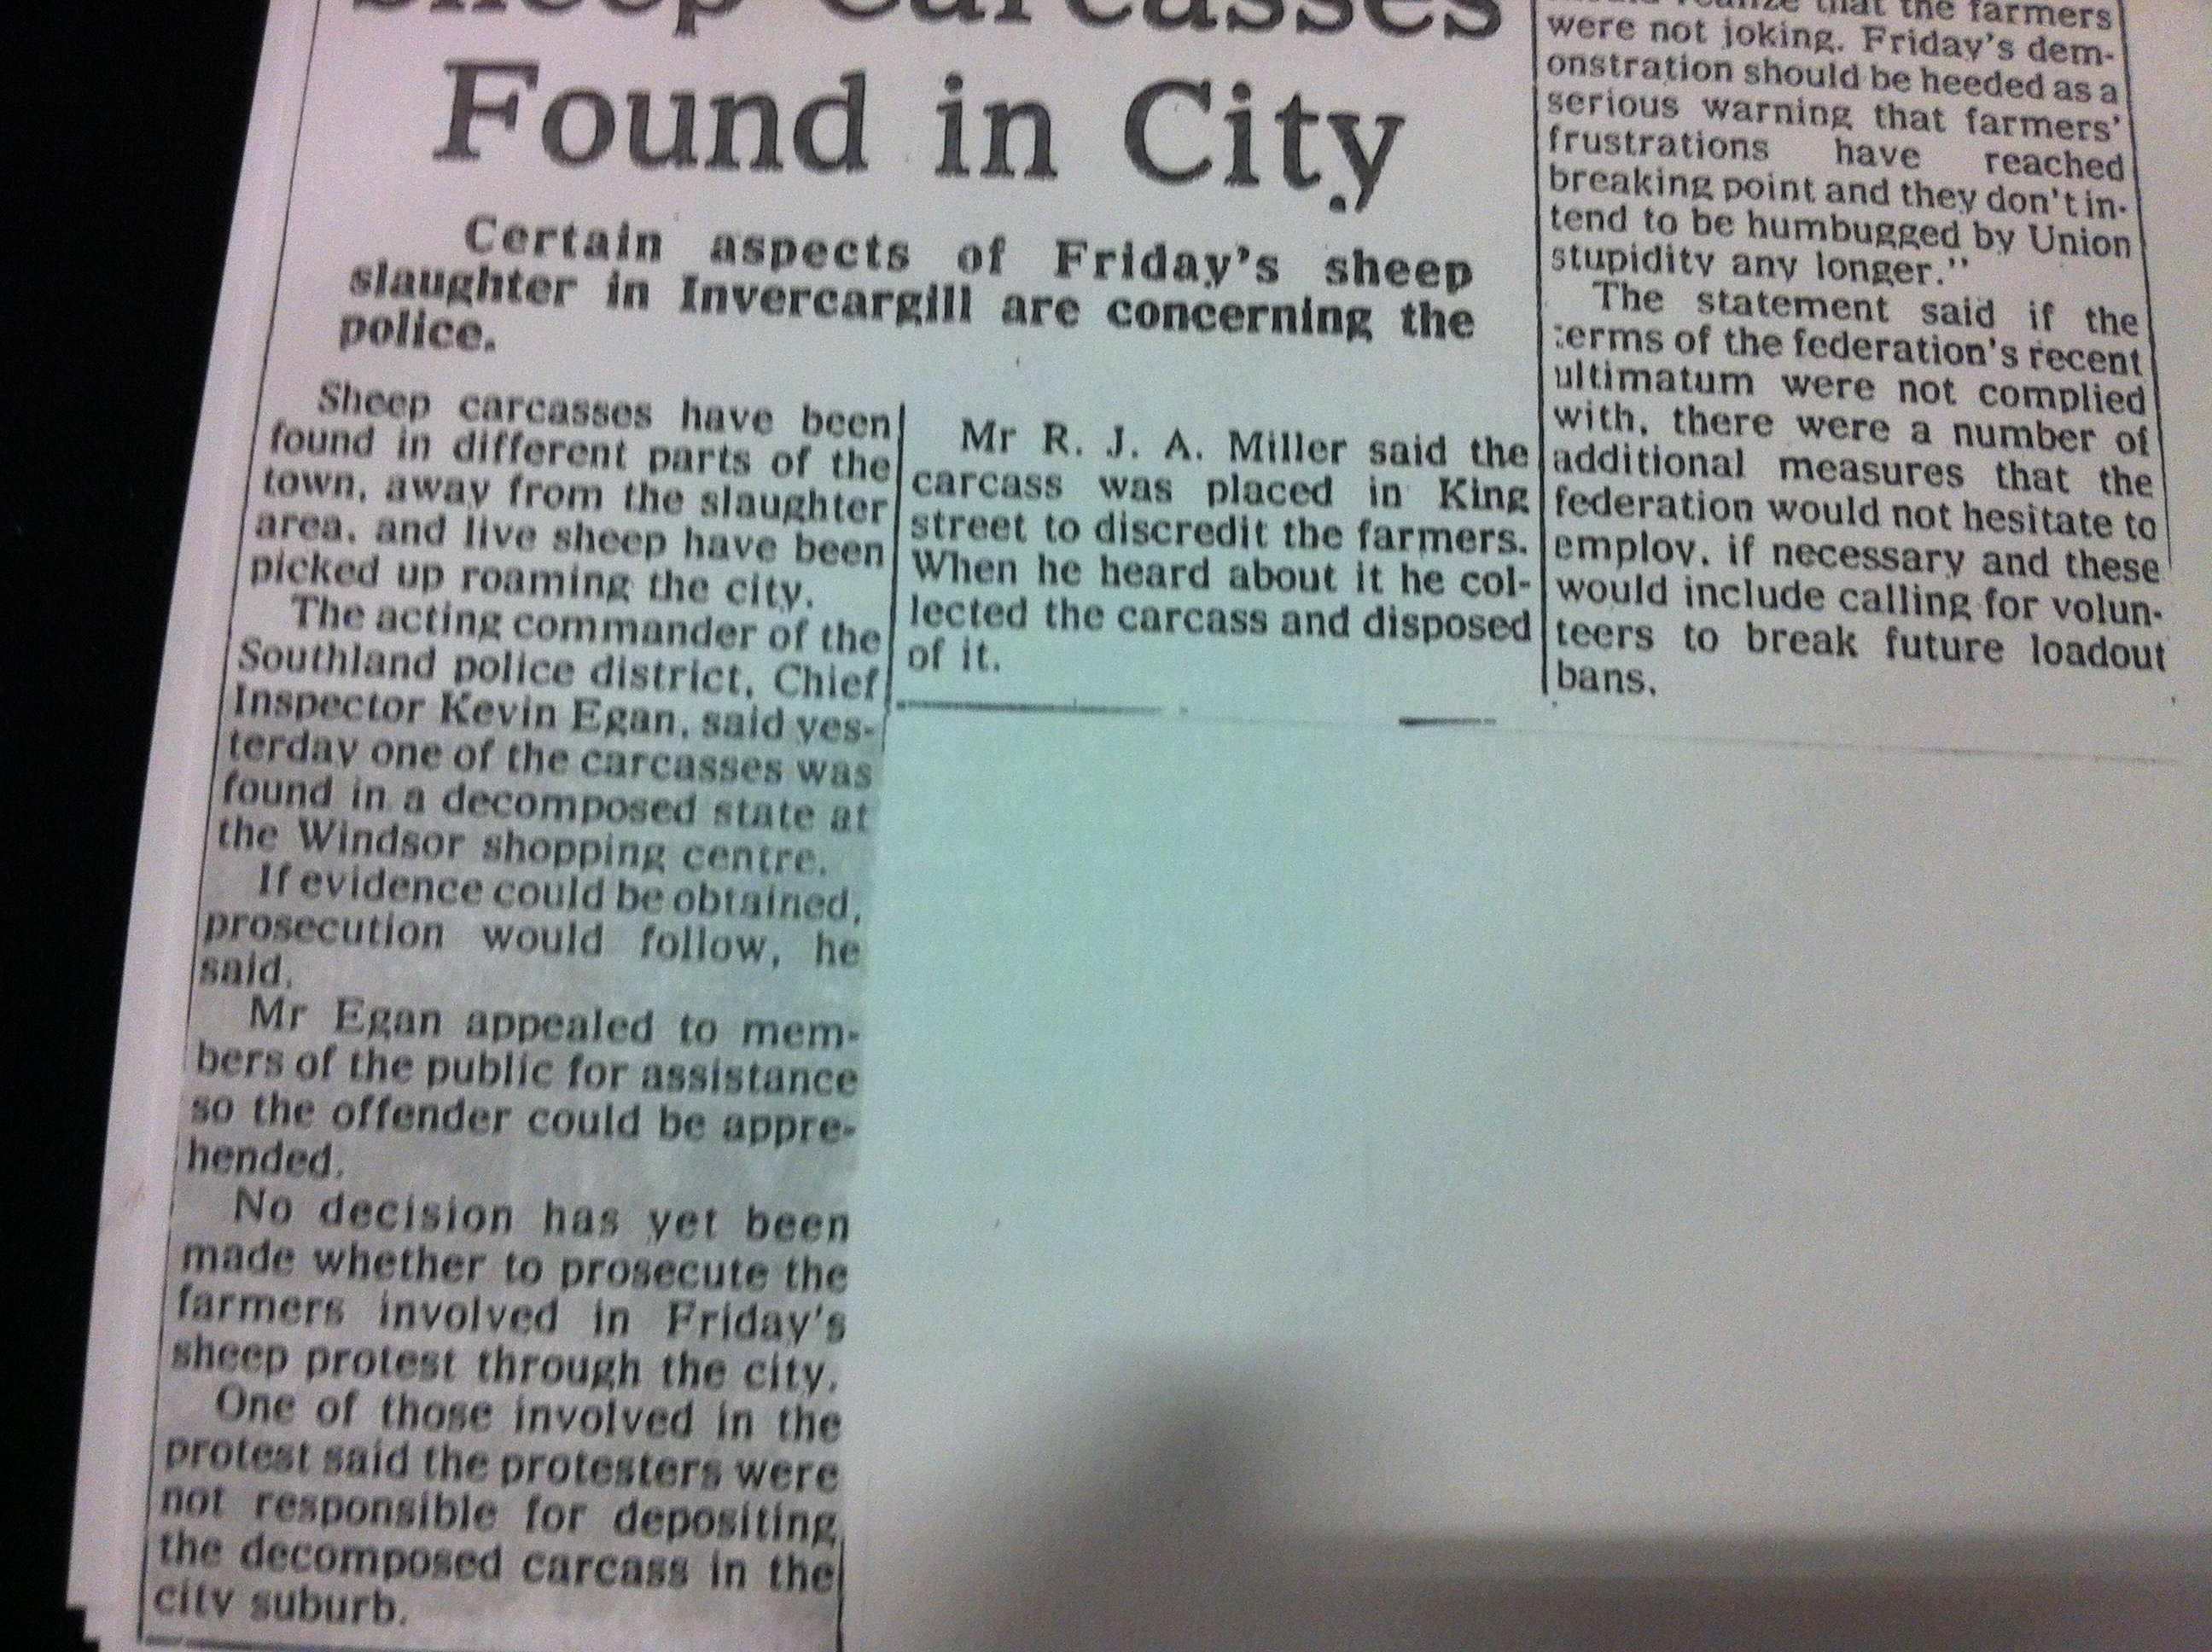 Sheep Carcasses
Found in City
Certain aspects of Friday's sheep
slaughter in Invercargill are concerning the
police.
Sheep carcasses have been
found in different parts of the
town, away from the slaughter
area, and live sheep have been
picked up roaming the city.
The acting commander of the
Southland police district, Chief
Inspector Kevin Egan, said yes-
terday one of the carcasses was
found in a decomposed state at
the Windsor shopping centre.
If evidence could be obtained,
prosecution would follow, he
said.
Mr Egan appealed to mem-
bers of the public for assistance
so the offender could be appre-
hended.
No decision has yet been
made whether to prosecute the
farmers involved in Friday's
sheep protest through the city.
One of those involved in the
protest said the protesters were
not responsible for depositing
the decomposed carcass in the
city suburb.
Mr R. J. A. Miller said the
carcass was placed in King
street to discredit the farmers.
When he heard about it he col-
lected the carcass and disposed
of it.
that the farmers
were not joking. Friday's dem-
onstration should be heeded as a
serious warning that farmers'
frustrations have reached
breaking point and they don't in-
tend to be humbugged by Union
stupidity any longer."
The statement said if the
terms of the federation's recent
ultimatum were not complied
with, there were a number of
additional measures that the
federation would not hesitate to
employ, if necessary and these
would include calling for volun-
teers to break future loadout
bans.